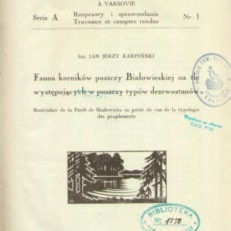 A VARSOVIE
Seria A
Rozprawy i sprawozdania
Travaux et comptes rendus
Nr. 1
Inż. JAN JERZY KARPIŃSKI
Fauna korników puszczy Białowieskiej na tle
występujących w puszczy typów drzewostanów
Bostrichides de la Forêt de Białowieża au point de vue de la typologie
des peuplements
BIBLIOTEKA
Nr.